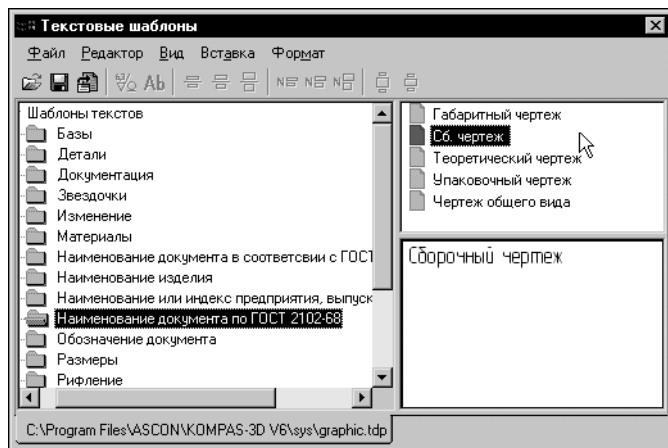 Текстовые шаблоны
Файл Редактор Вид Вставка Формат
Ab
Шаблоны текстов
Базы
Детали
Документация
Звездочки
Изменение
Материалы
Наименование документа в соответсвии с ГОСТ
Наименование изделия
Наименование или индекс предприятия, выпуск
Наименование документа по ГОСТ 2102-68
Обозначение документа
Размеры
Рифление
Габаритный чертеж
Сб. чертеж
Теоретический чертеж
Упаковочный чертеж
Чертеж общего вида
Сборочный чертеж
C:\Program Files\ASCON\KOMPAS-3D V6\sys\graphic.tdp